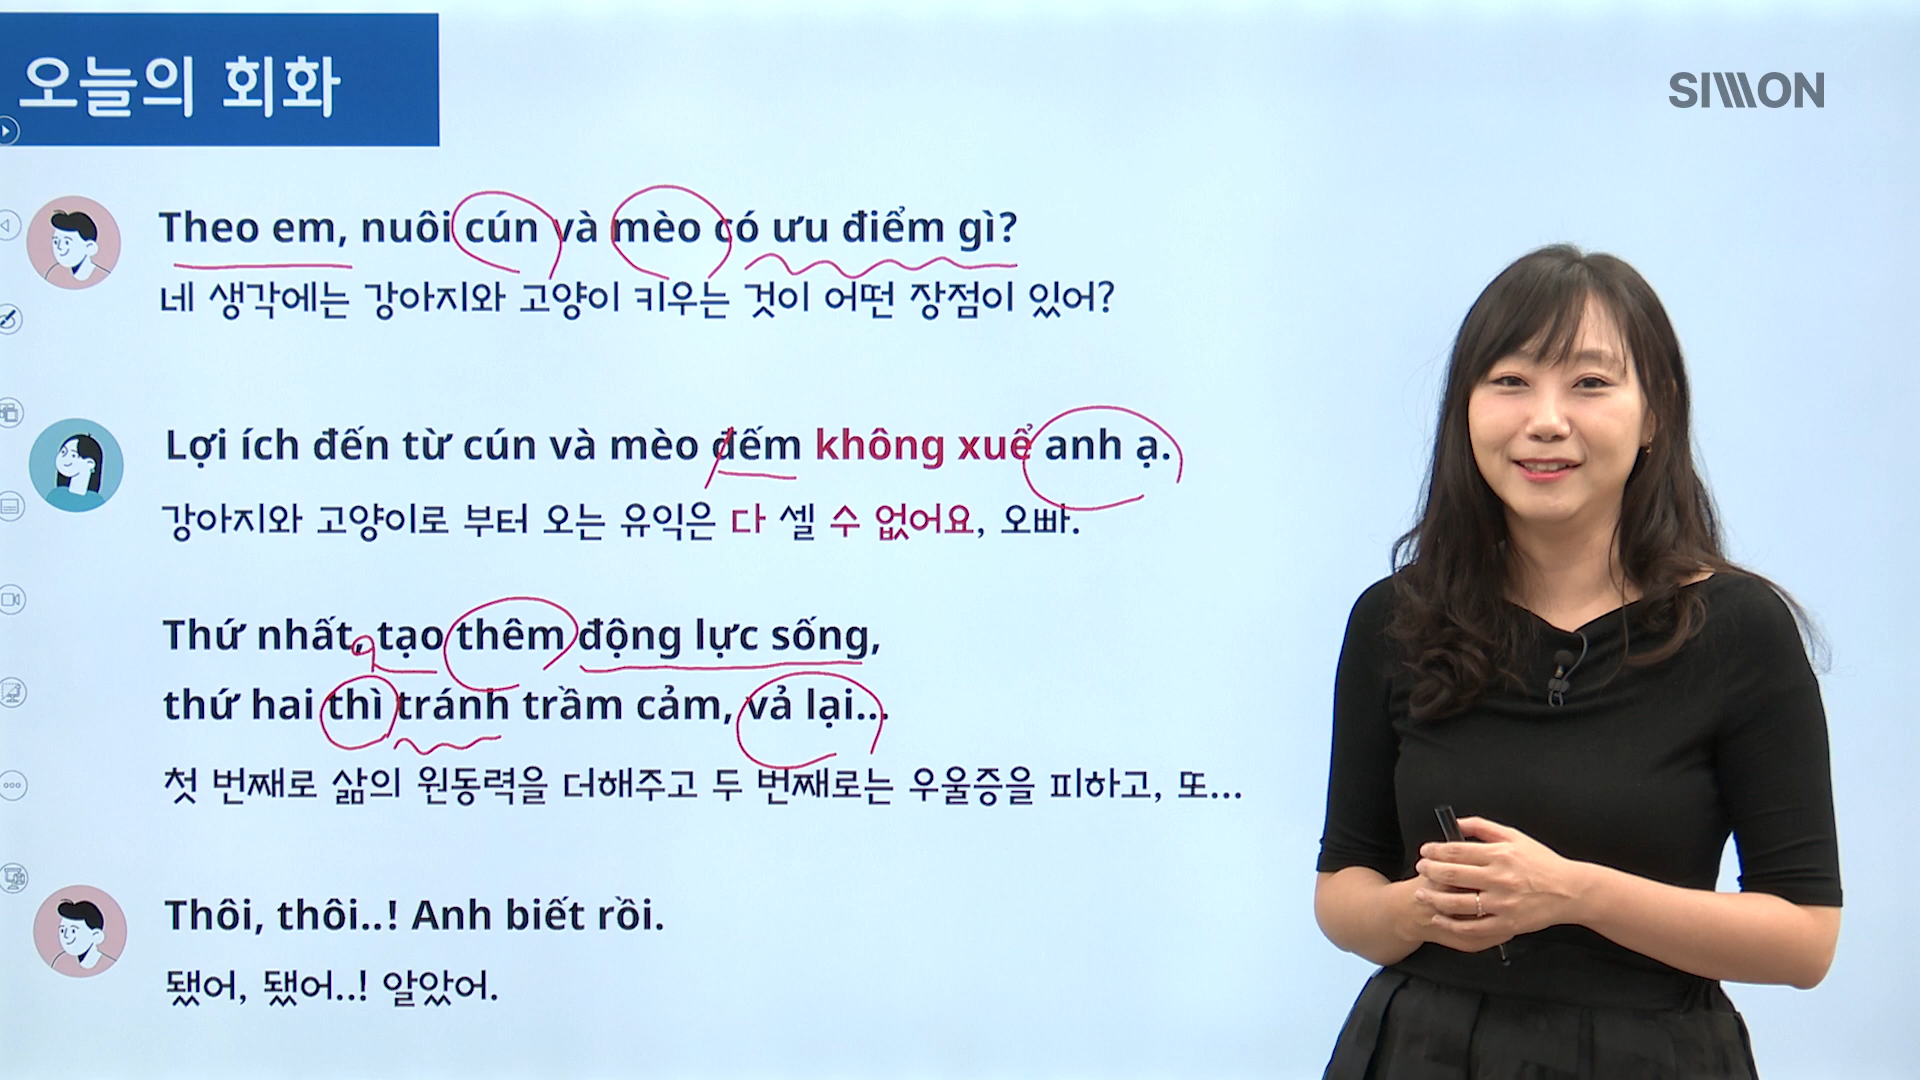 오늘의 회화
SIWON
Theo em, nuôi cún và mèo có ưu điểm gì?
네 생각에는 강아지와 고양이 키우는 것이 어떤 장점이 있어?
Lợi ích đến từ cún và mèo đếm không xuể anh ạ.
강아지와 고양이로 부터 오는 유익은 다 셀 수 없어요, 오빠.
Thứ nhất, tạo thêm động lực sống,
thứ hai thì tránh trầm cảm, vả lại...
첫 번째로 삶의 원동력을 더해주고 두 번째로는 우울증을 피하고, 또...
Thôi, thôi..! Anh biết rồi.
됐어, 됐어..! 알았어.